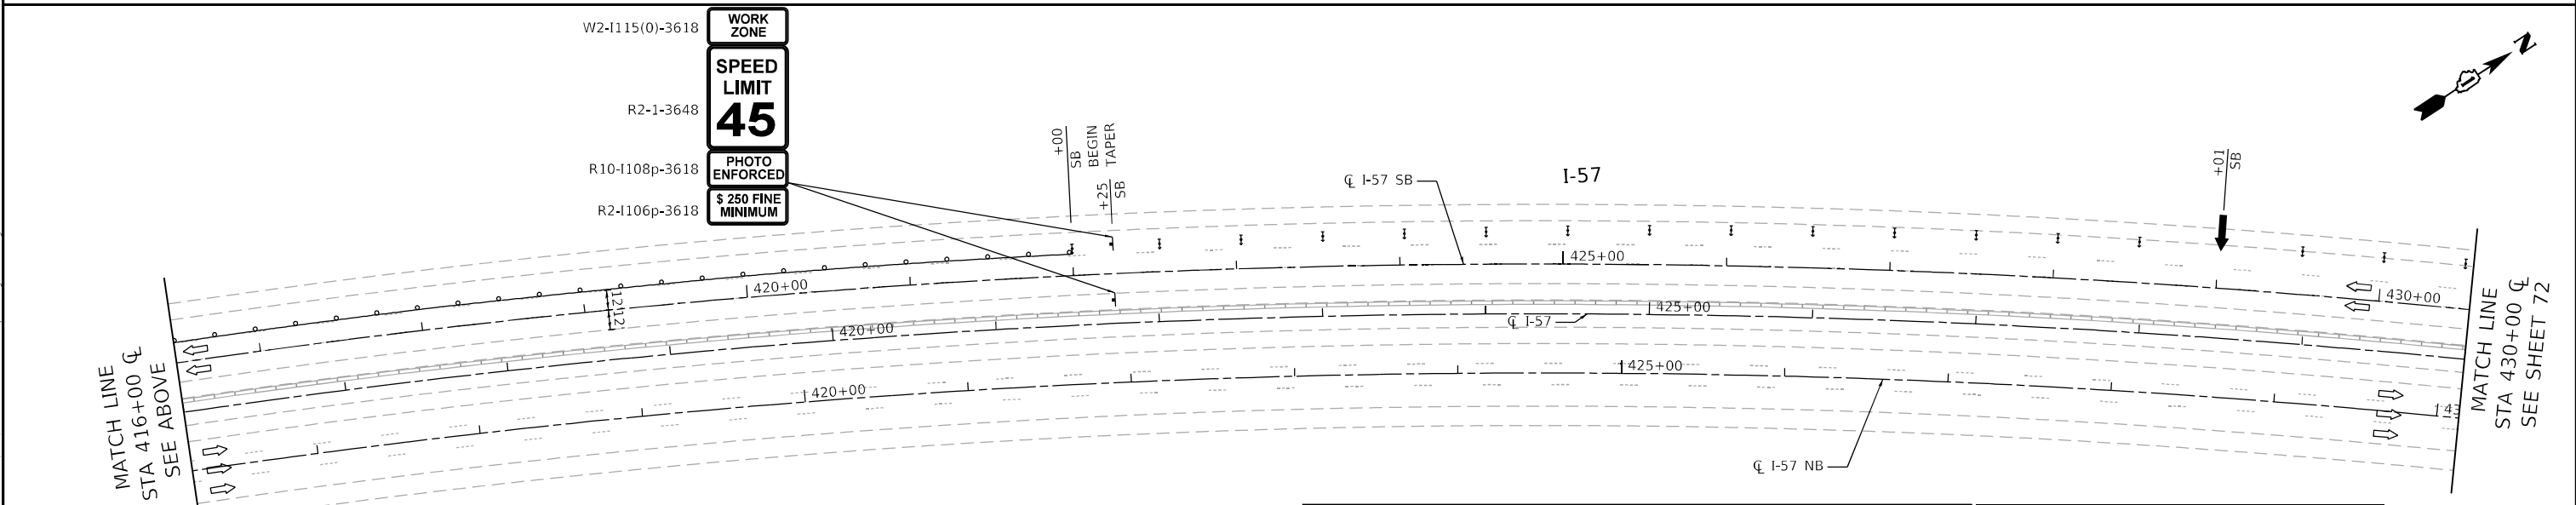 W2-I115(0)-3618
WORK
ZONE
R2-1-3648
SPEED
LIMIT
45
R10-I108p-3618
PHOTO
ENFORCED
R2-I106p-3618
$ 250 FINE
MINIMUM
+00
SB
BEGIN
TAPER
+25
SB
℄ I-57 SB
I-57
+01
SB
N
425+00
420+00
12
12
430+00
420+00
425+00
℄ I-57
420+00
425+00
43
℄ I-57 NB
MATCH LINE
STA 416+00 ℄
SEE ABOVE
MATCH LINE
STA 430+00 ℄
SEE SHEET 72